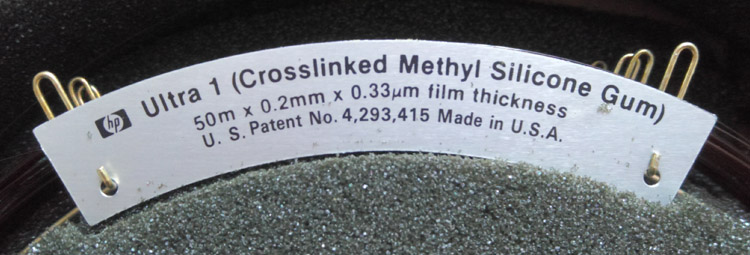 hp Ultra 1 (Crosslinked Methyl Silicone Gum)
50m x 0.2mm x 0.33µm film thickness
U. S. Patent No. 4,293,415 Made in U.S.A.